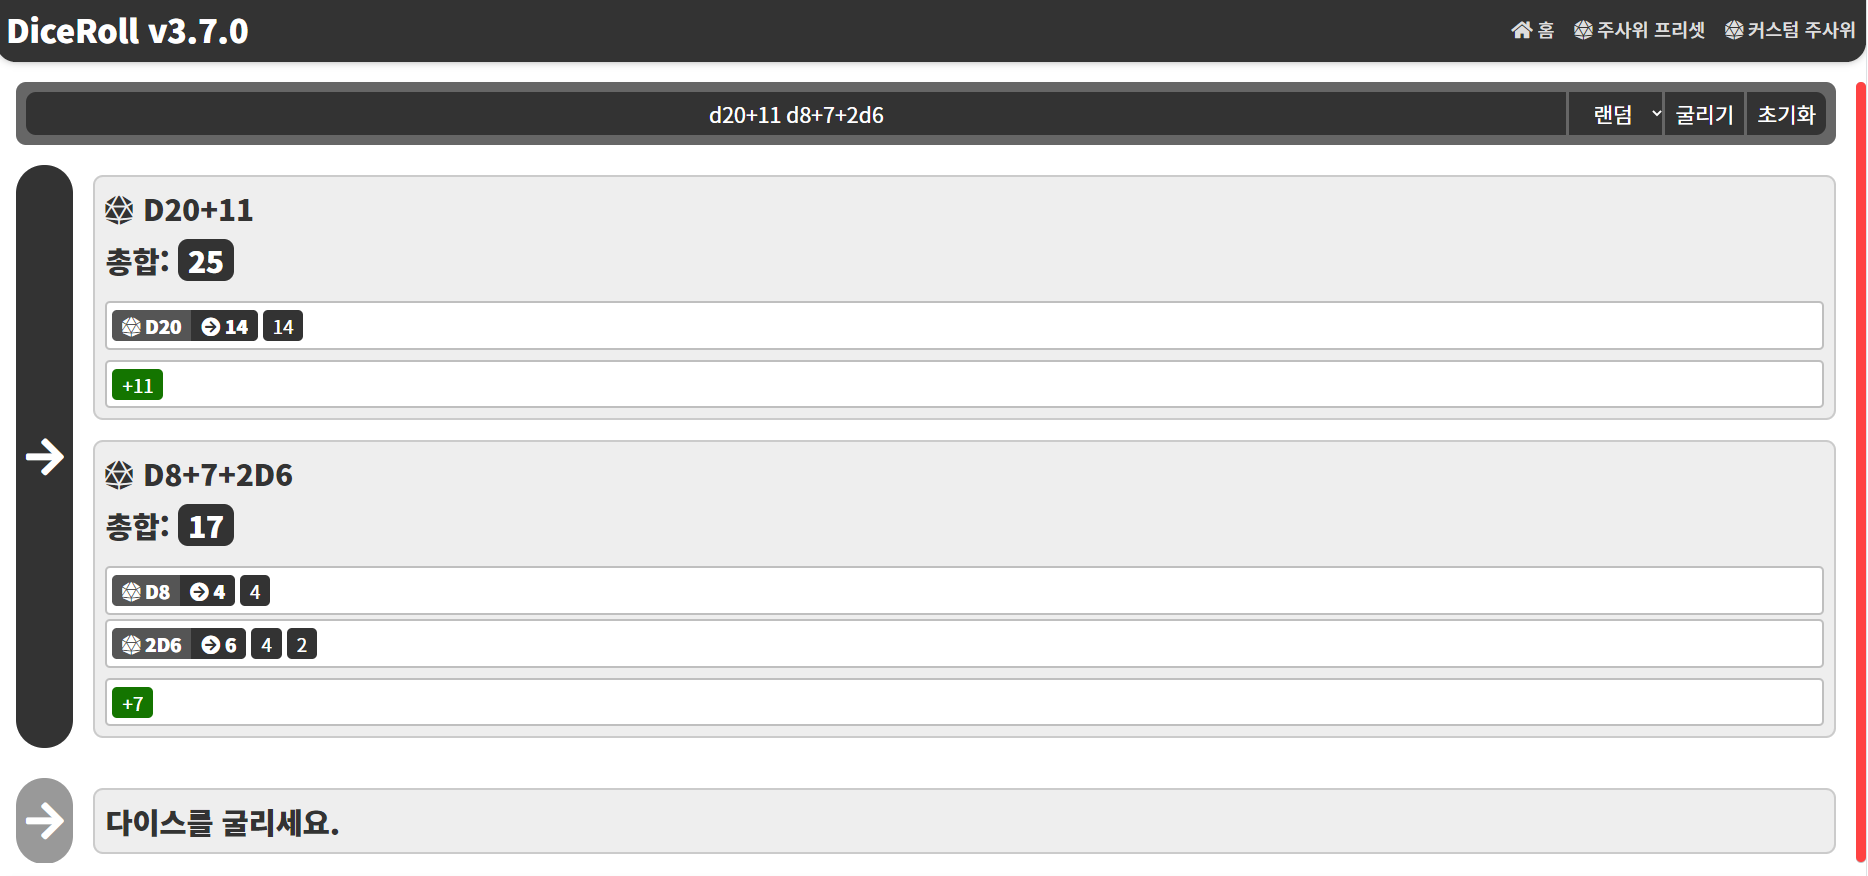 DiceRoll v3.7.0
홈 주사위 프리셋 커스텀 주사위
d20+11 d8+7+2d6 랜덤 굴리기 초기화
D20+11
총합: 25
D20 14 14
+11
D8+7+2D6
총합: 17
D8 4 4
2D6 6 4 2
+7
다이스를 굴리세요.